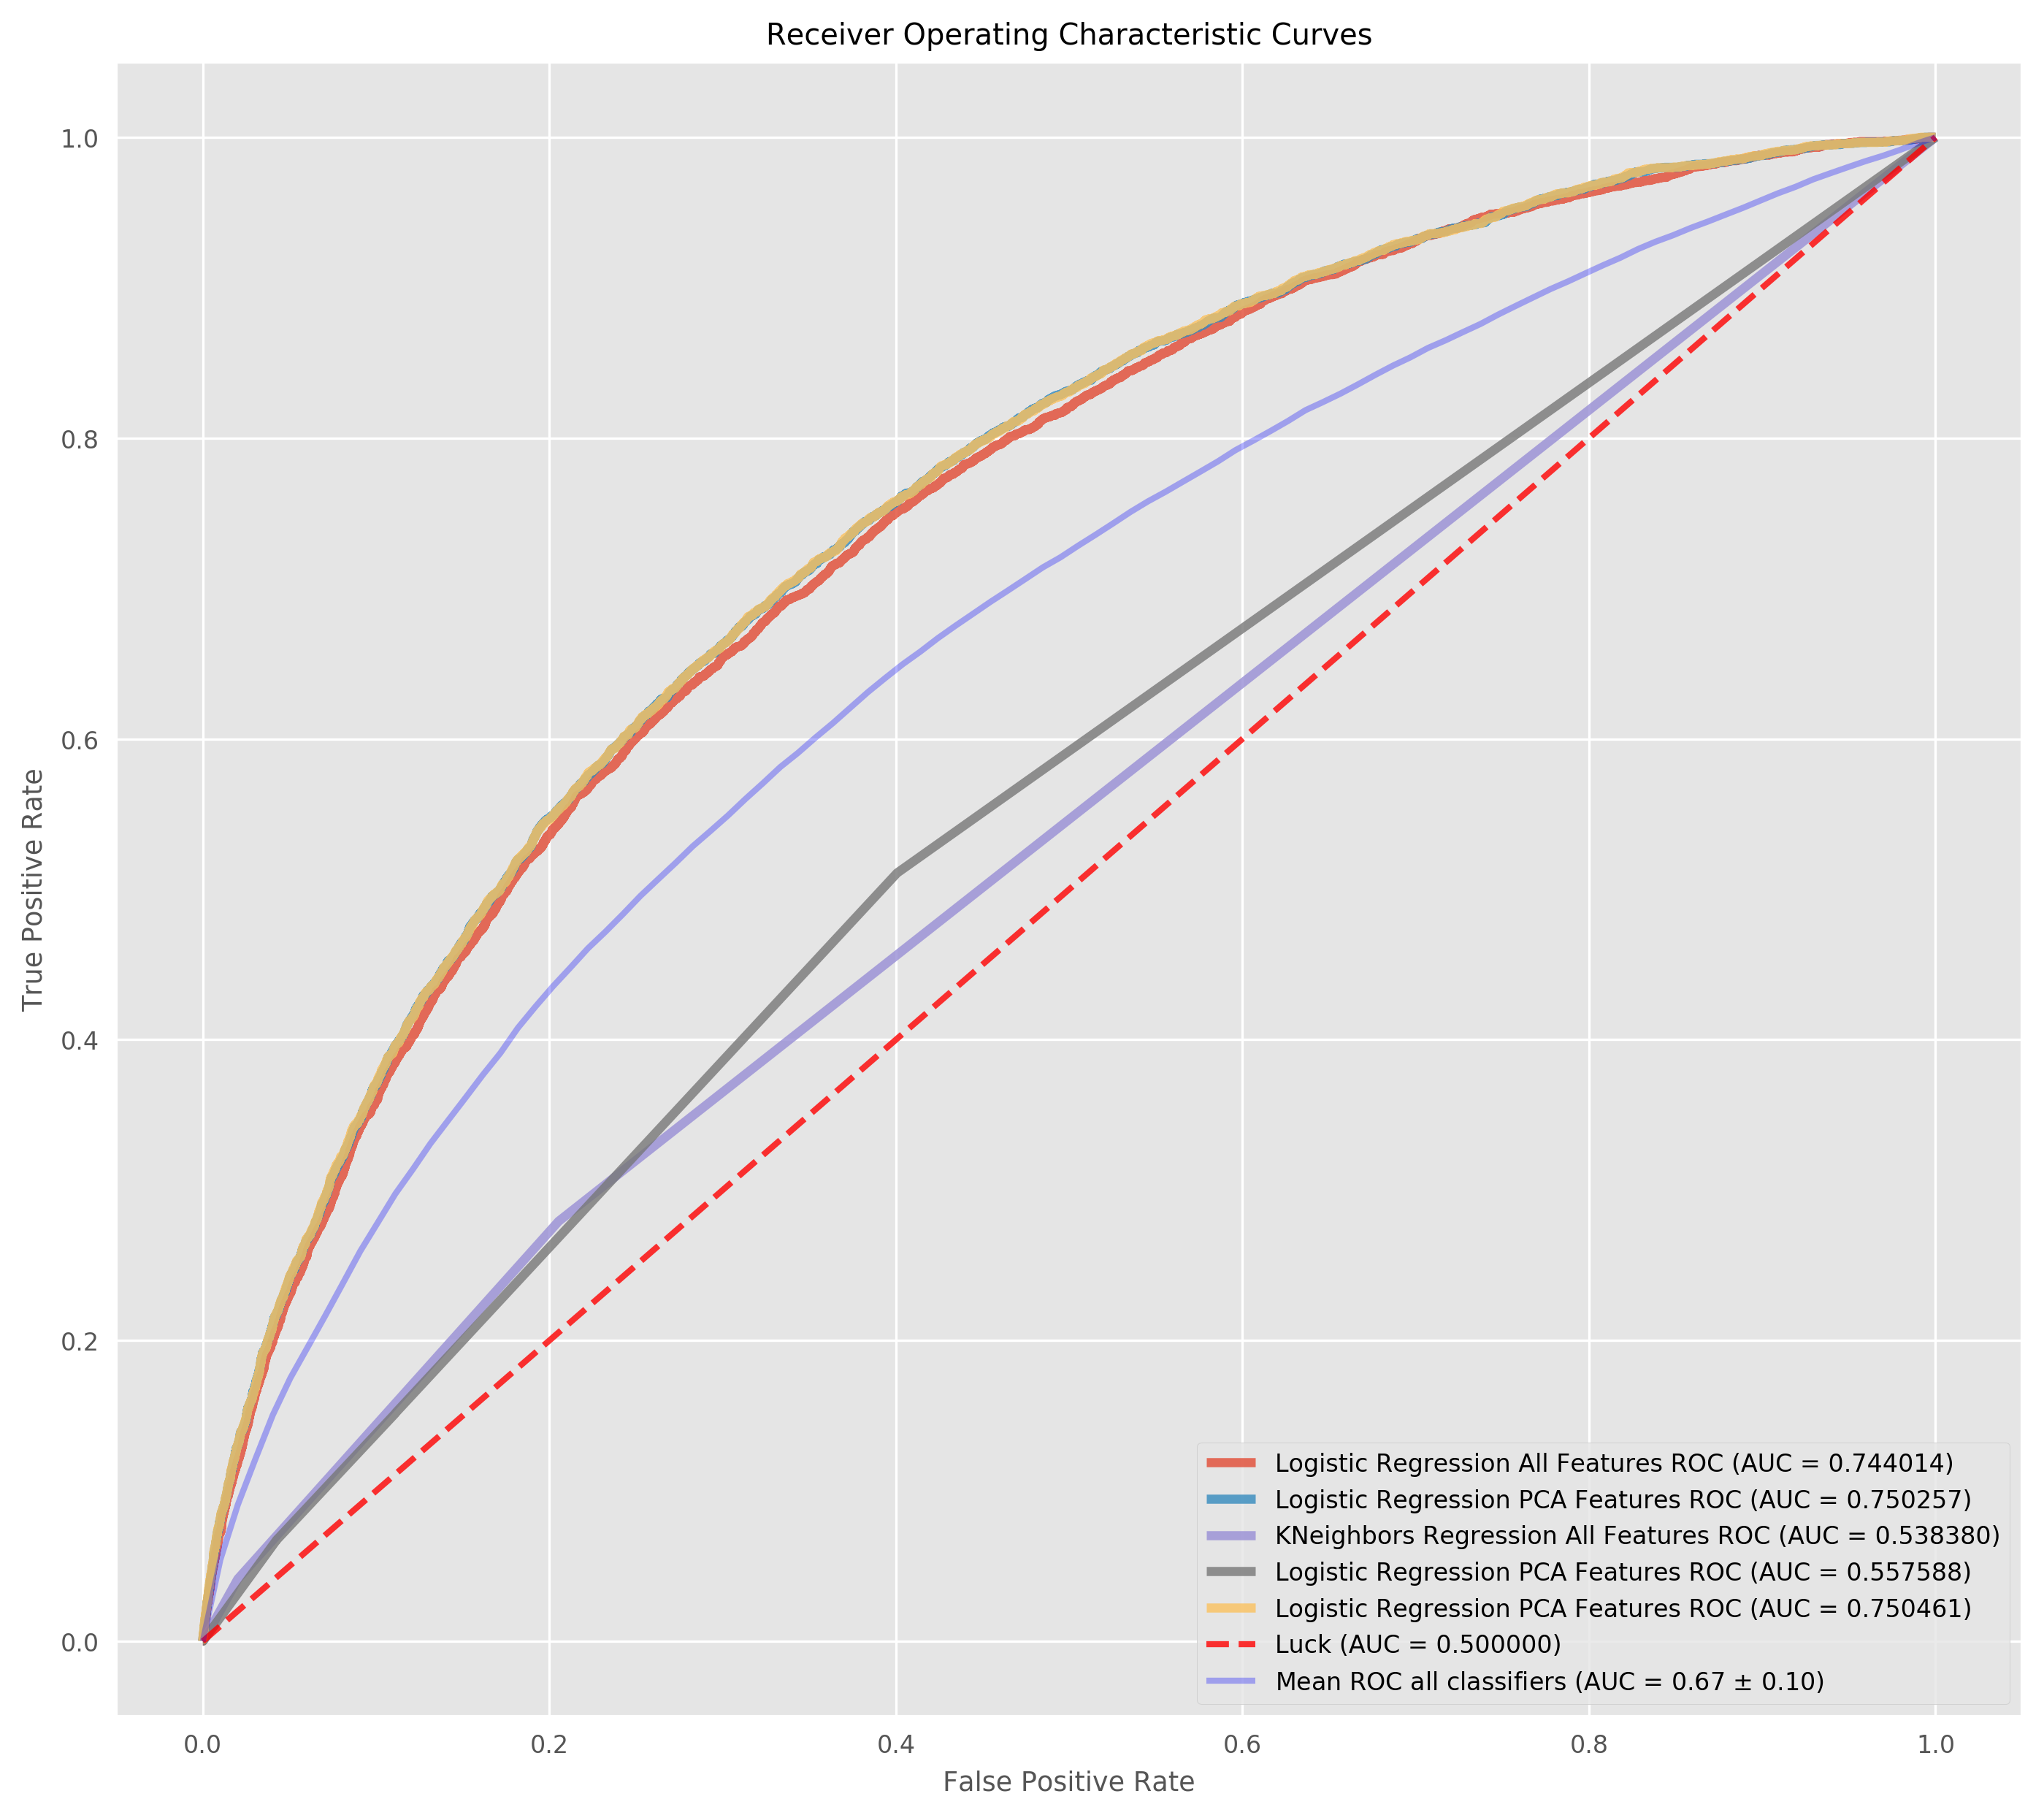 Receiver Operating Characteristic Curves
1.0
0.8
0.6
0.4
0.2
0.0
True Positive Rate
Logistic Regression All Features ROC (AUC = 0.744014)
Logistic Regression PCA Features ROC (AUC = 0.750257)
KNeighbors Regression All Features ROC (AUC = 0.538380)
Logistic Regression PCA Features ROC (AUC = 0.557588)
Logistic Regression PCA Features ROC (AUC = 0.750461)
Luck (AUC = 0.500000)
Mean ROC all classifiers (AUC = 0.67 ± 0.10)
0.0 0.2 0.4 0.6 0.8 1.0
False Positive Rate